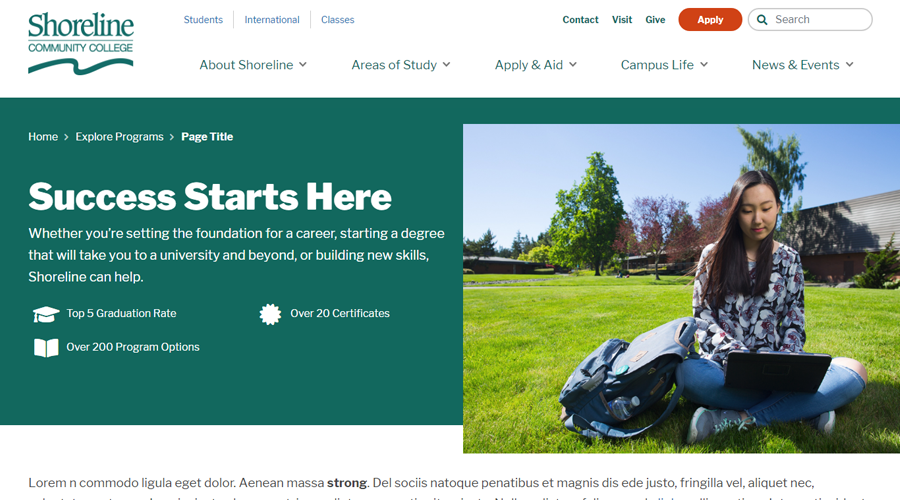 Shoreline
COMMUNITY COLLEGE
Students
International
Classes
Contact
Visit
Give
Apply
Search
About Shoreline
Areas of Study
Apply & Aid
Campus Life
News & Events
Home > Explore Programs > Page Title
Success Starts Here
Whether you're setting the foundation for a career, starting a degree
that will take you to a university and beyond, or building new skills,
Shoreline can help.
Top 5 Graduation Rate
Over 20 Certificates
Over 200 Program Options
Lorem n commodo ligula eget dolor. Aenean massa strong. Del sociis natoque penatibus et magnis dis ede justo, fringilla vel, aliquet nec,